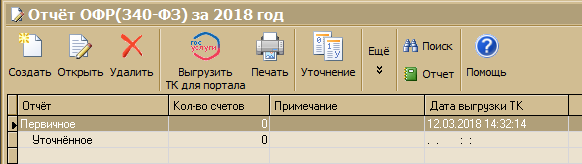 Отчёт ОФР(340-ФЗ) за 2018 год
гос
услуги
Создать Открыть Удалить Выгрузить ТК для портала Печать Уточнение Ещё Поиск Отчет Помощь
Отчёт Кол-во счетов Примечание Дата выгрузки ТК
Первичное 0 12.03.2018 14:32:14
Уточнённое 0 . . : :